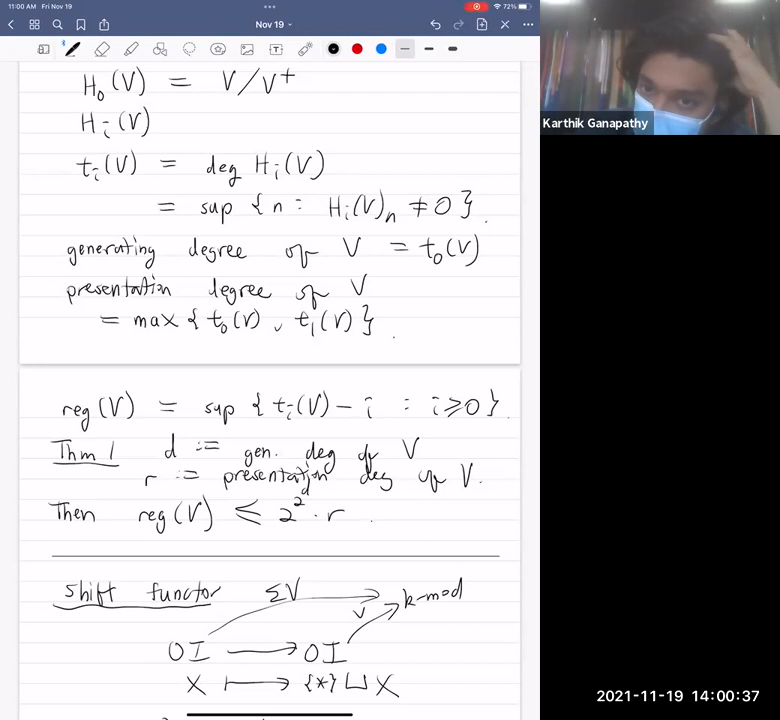 11:00 AM Fri Nov 19
72%
Nov 19
H₀(V) = V/V⁺
Hᵢ(V)
tᵢ(V) = deg Hᵢ(V)
= sup {n : Hᵢ(V)ₙ ≠ 0}.
generating degree of V = t₀(V)
presentation degree of V
= max {t₀(V), t₁(V)}.
reg(V) = sup {tᵢ(V) - i : i ≥ 0}.
Thm 1 d := gen. deg of V
r := presentation deg of V.
Then reg(V) ≤ 2^{2^d} · r.
Shift functor ΣV
V k-mod
OI → OI
X ↦ {*} ⊔ X
Karthik Ganapathy
2021-11-19 14:00:37